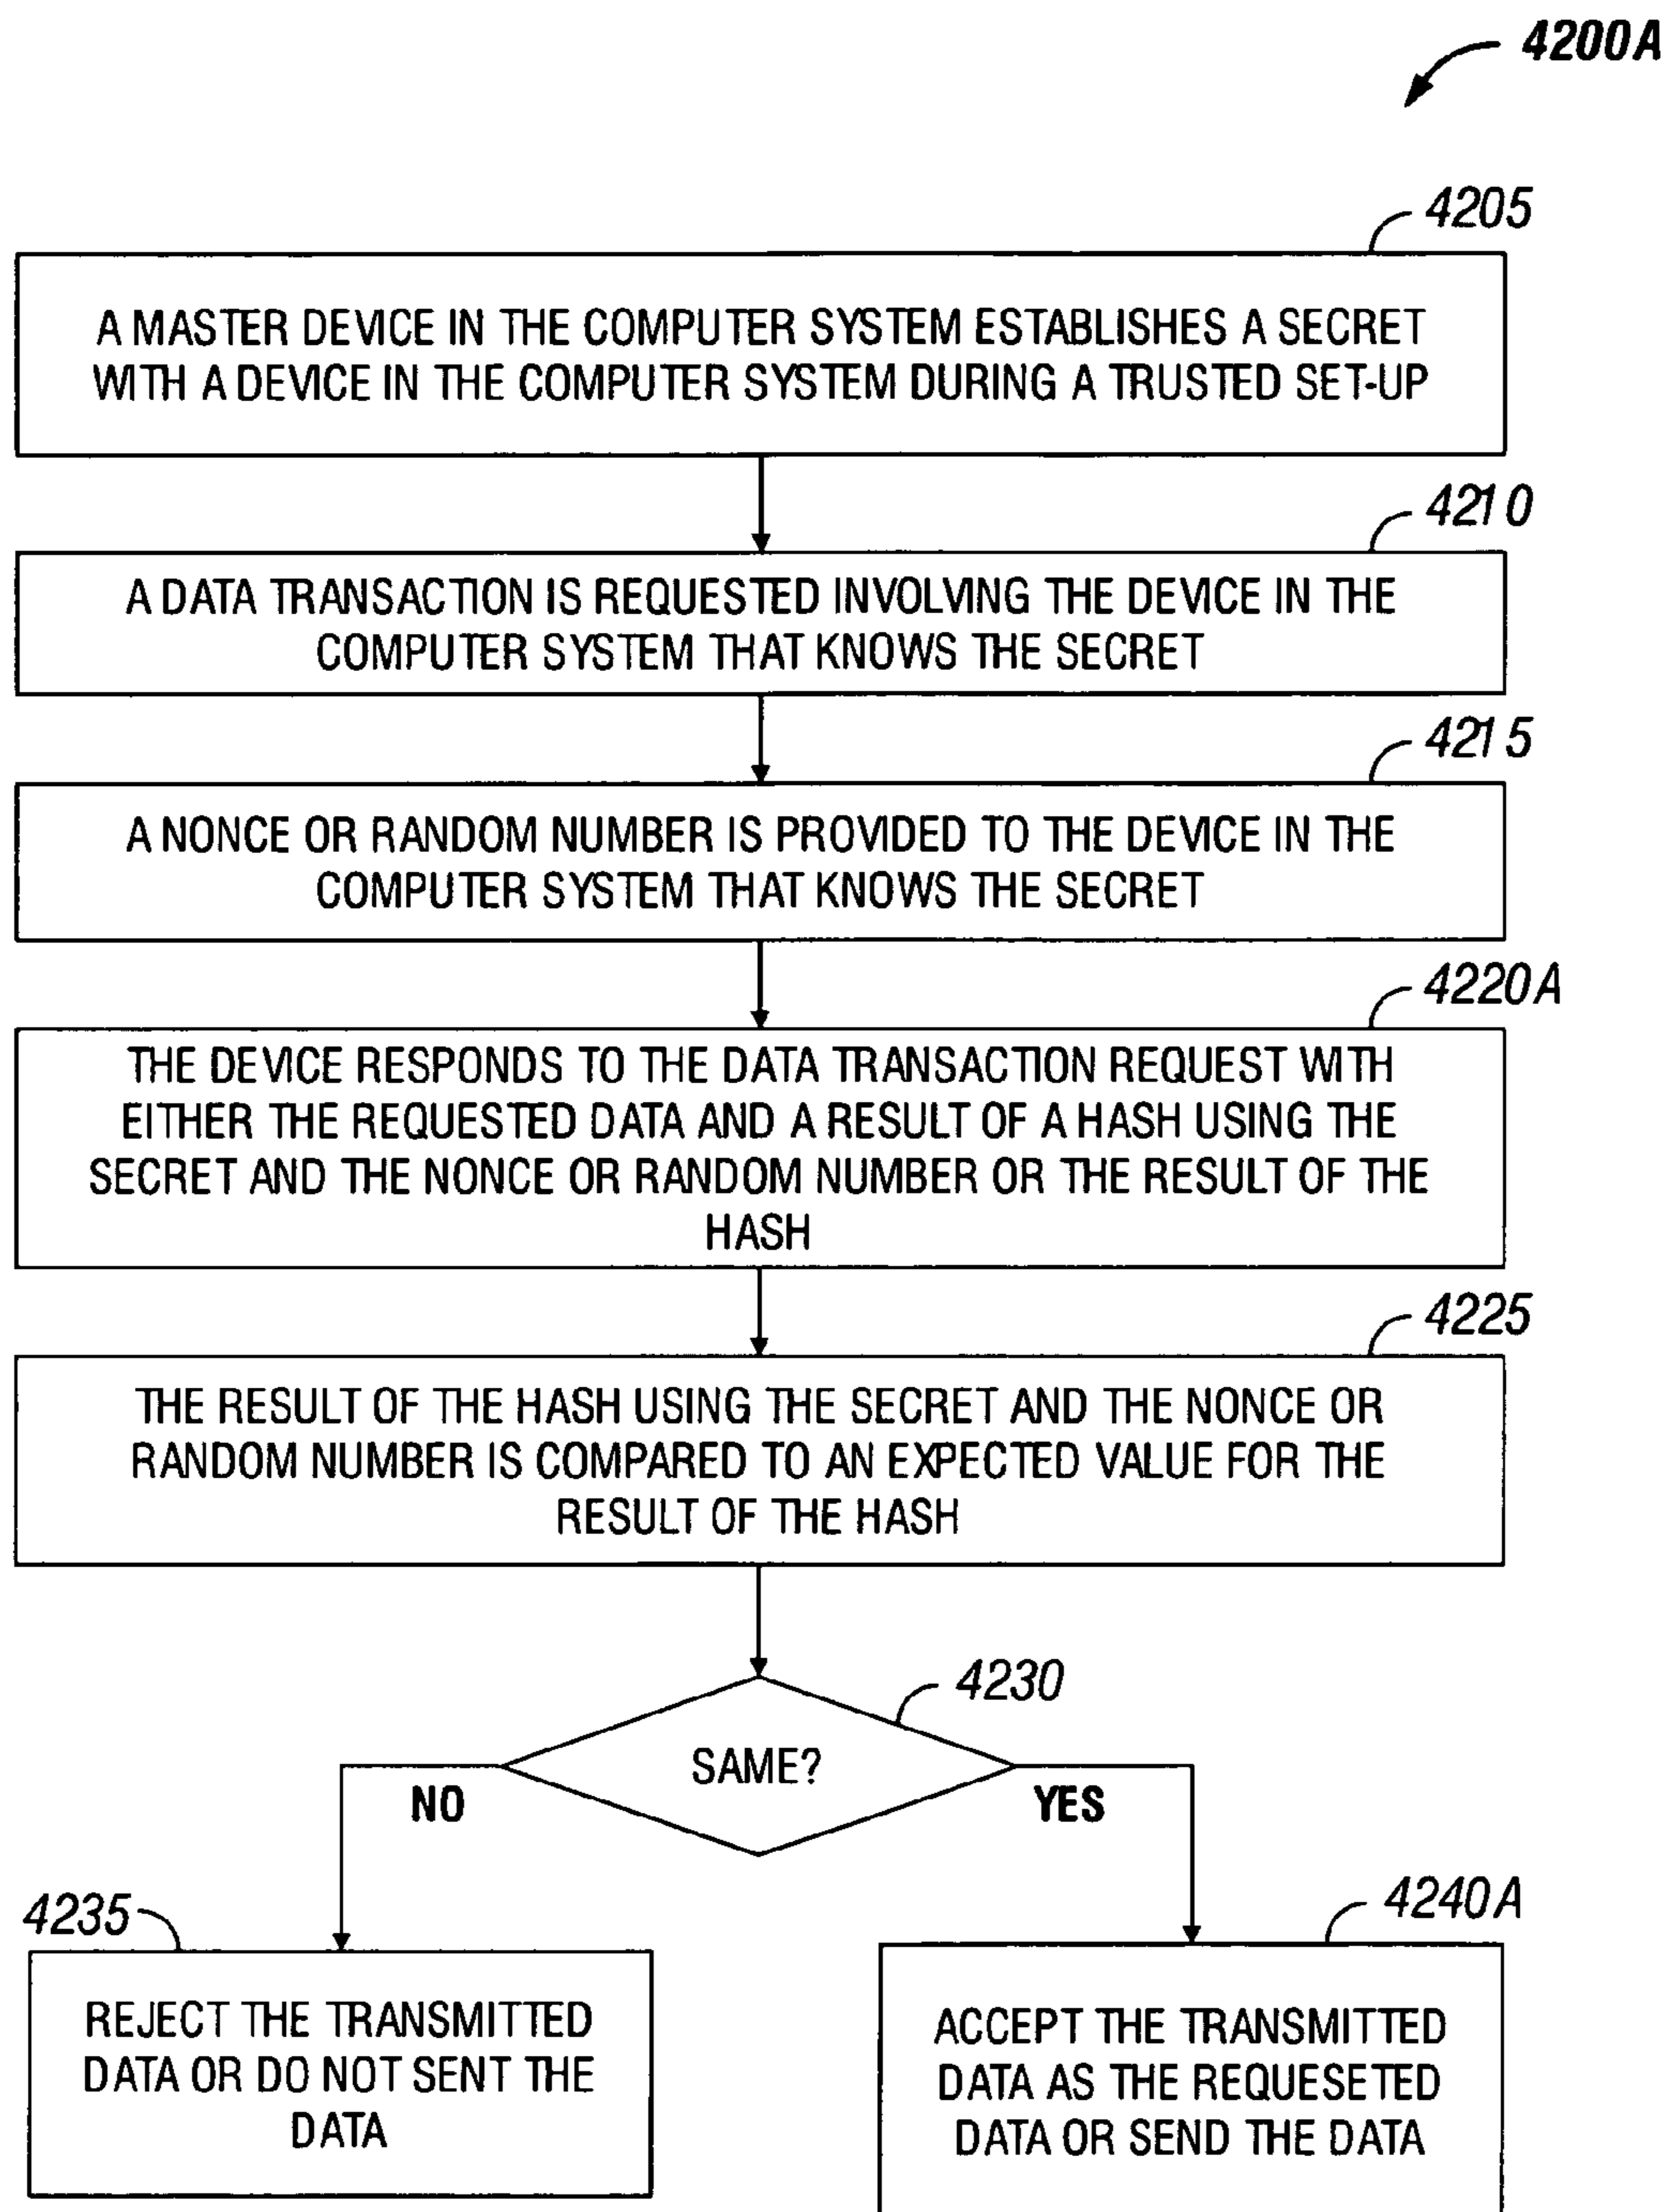 4200A
4205
A MASTER DEVICE IN THE COMPUTER SYSTEM ESTABLISHES A SECRET
WITH A DEVICE IN THE COMPUTER SYSTEM DURING A TRUSTED SET-UP
4210
A DATA TRANSACTION IS REQUESTED INVOLVING THE DEVICE IN THE
COMPUTER SYSTEM THAT KNOWS THE SECRET
4215
A NONCE OR RANDOM NUMBER IS PROVIDED TO THE DEVICE IN THE
COMPUTER SYSTEM THAT KNOWS THE SECRET
4220A
THE DEVICE RESPONDS TO THE DATA TRANSACTION REQUEST WITH
EITHER THE REQUESTED DATA AND A RESULT OF A HASH USING THE
SECRET AND THE NONCE OR RANDOM NUMBER OR THE RESULT OF THE
HASH
4225
THE RESULT OF THE HASH USING THE SECRET AND THE NONCE OR
RANDOM NUMBER IS COMPARED TO AN EXPECTED VALUE FOR THE
RESULT OF THE HASH
4230
SAME?
NO
YES
4235
REJECT THE TRANSMITTED
DATA OR DO NOT SENT THE
DATA
4240A
ACCEPT THE TRANSMITTED
DATA AS THE REQUESETED
DATA OR SEND THE DATA